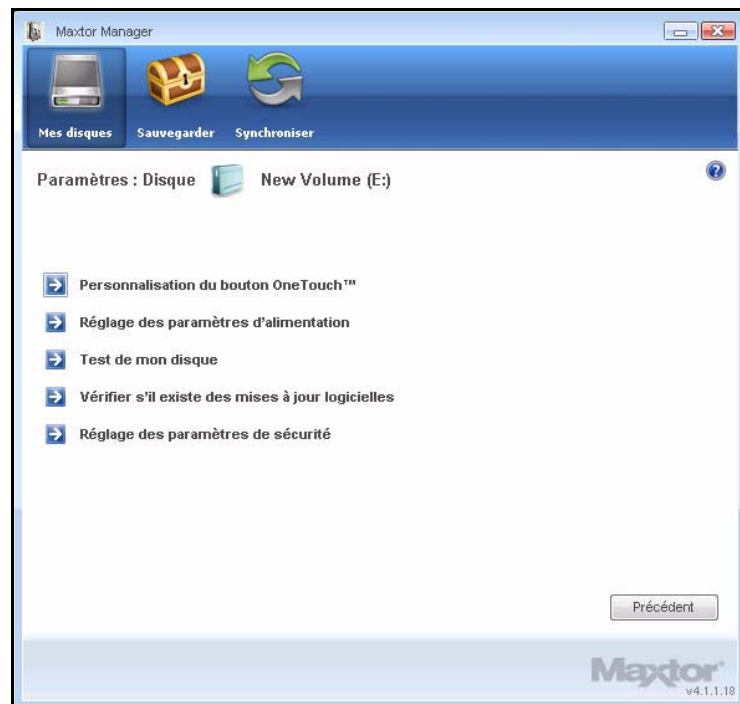 Maxtor Manager
Mes disques Sauvegarder Synchroniser
Paramètres : Disque New Volume (E:)
Personnalisation du bouton OneTouch™
Réglage des paramètres d'alimentation
Test de mon disque
Vérifier s'il existe des mises à jour logicielles
Réglage des paramètres de sécurité
Précédent
Maxtor
v4.1.1.18